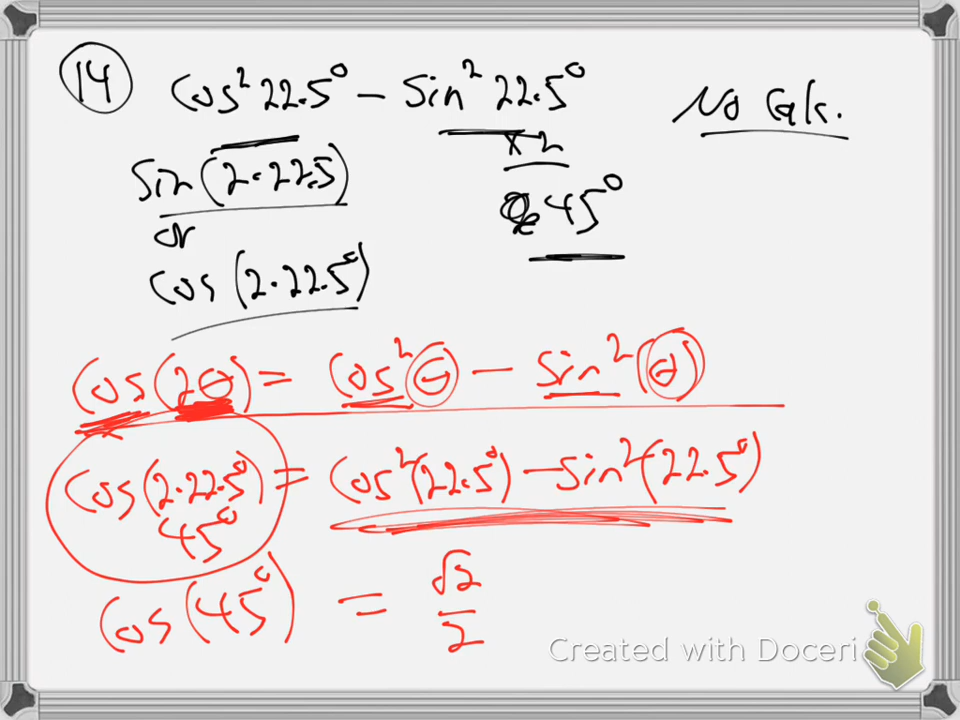 14 cos² 22.5° – sin² 22.5° No Calc.
x 2
sin (2·22.5)
45°
or
cos (2·22.5°)
cos (2θ) = cos² θ – sin² (θ)
cos (2·22.5°) = cos² (22.5°) – sin² (22.5°)
45°
cos (45°) = √2/2
Created with Doceri